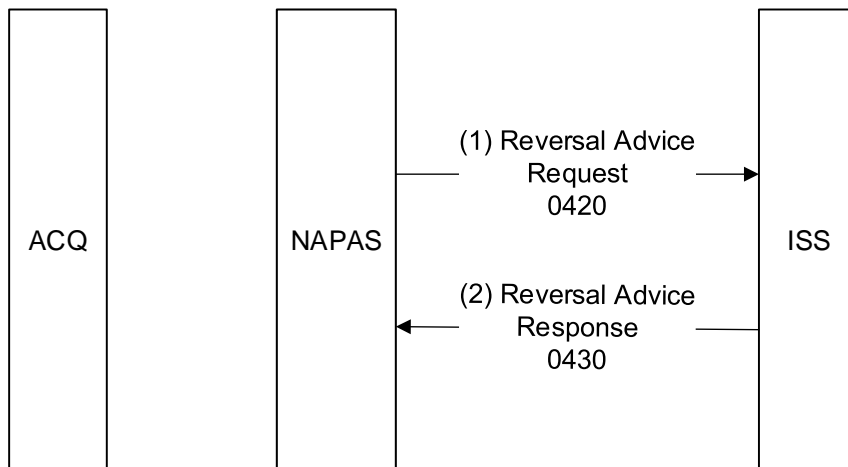 (1) Reversal Advice
Request
0420
ACQ
NAPAS
ISS
(2) Reversal Advice
Response
0430